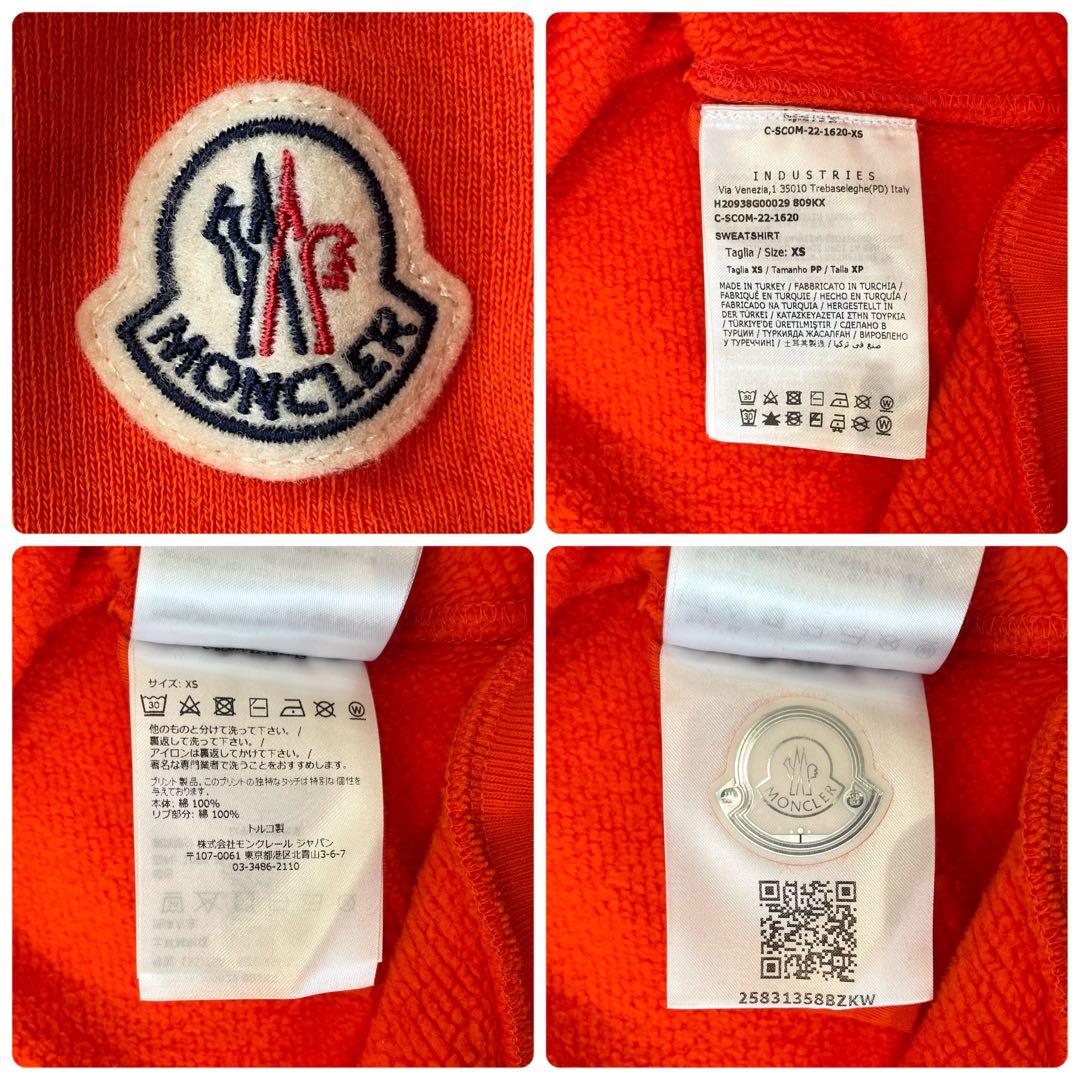 MONCLER
C-SCOM-22-1620-XS
INDUSTRIES
Via Venezia,1 35010 Trebaseleghe(PD) Italy
H20938G00029 809KX
C-SCOM-22-1620
SWEATSHIRT
Taglia / Size: XS
Taglia XS / Tamanho PP / Talla XP
MADE IN TURKEY / FABBRICATO IN TURCHIA /
FABRIQUÉ EN TURQUIE / HECHO EN TURQUÍA /
FABRICADO NA TURQUIA / HERGESTELLT IN
DER TÜRKEI / ΚΑΤΑΣΚΕΥΑΖΕΤΑΙ ΣΤΗΝ ΤΟΥΡΚΙΑ
/ TÜRKİYE'DE ÜRETİLMİŞTİR / СДЕЛАНО В
ТУРЦИИ / ТУРКИЯДА ЖАСАЛҒАН / ВИРОБЛЕНО
У ТУРЕЧЧИНІ / 土耳其製造 / صنع في تركيا
30 W
30 W
サイズ: XS
30 W
他のものと分けて洗って下さい。/
裏返して洗って下さい。/
アイロンは裏返してかけて下さい。/
著名な専門業者で洗うことをおすすめします。
プリント製品。このプリントの独特なタッチは特別な個性を
与えております。
本体: 綿 100%
リブ部分: 綿 100%
トルコ製
株式会社モンクレール ジャパン
〒107-0061 東京都港区北青山3-6-7
03-3486-2110
MONCLER
25831358BZKW